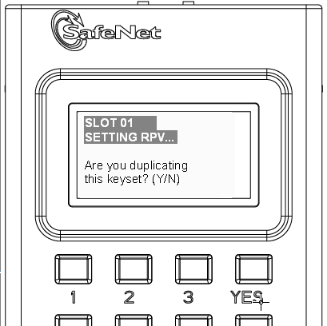 SafeNet
SLOT 01
SETTING RPV...
Are you duplicating
this keyset? (Y/N)
1 2 3 YES